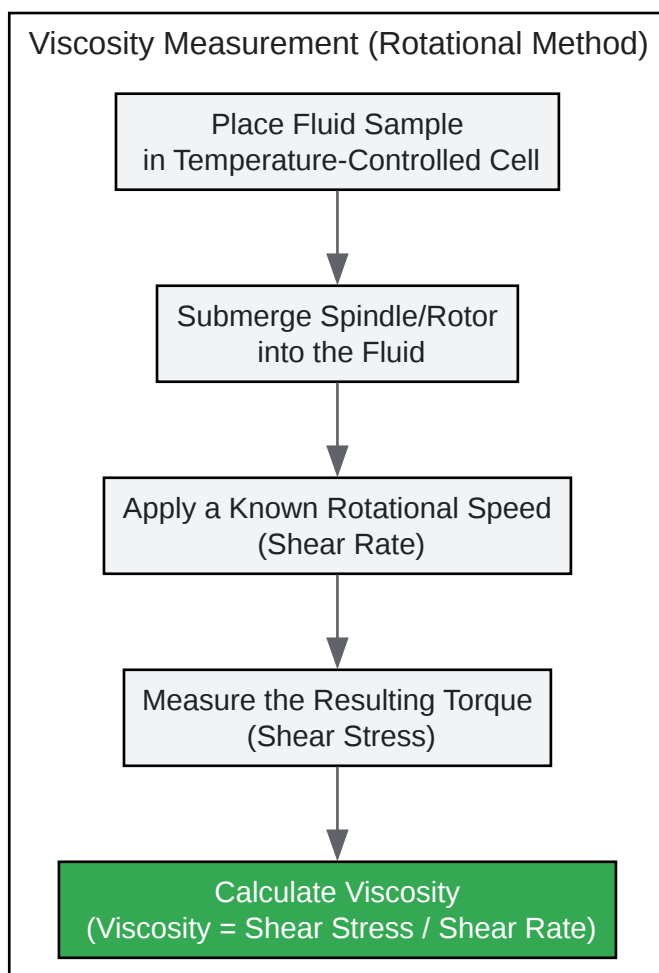 Viscosity Measurement (Rotational Method)
Place Fluid Sample
in Temperature-Controlled Cell
Submerge Spindle/Rotor
into the Fluid
Apply a Known Rotational Speed
(Shear Rate)
Measure the Resulting Torque
(Shear Stress)
Calculate Viscosity
(Viscosity = Shear Stress / Shear Rate)